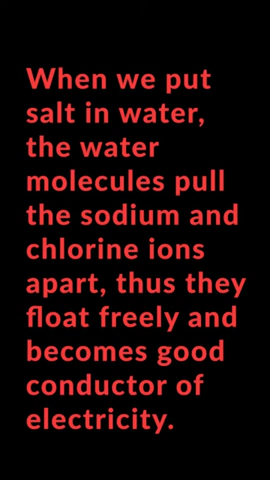 When we put
salt in water,
the water
molecules pull
the sodium and
chlorine ions
apart, thus they
float freely and
becomes good
conductor of
electricity.